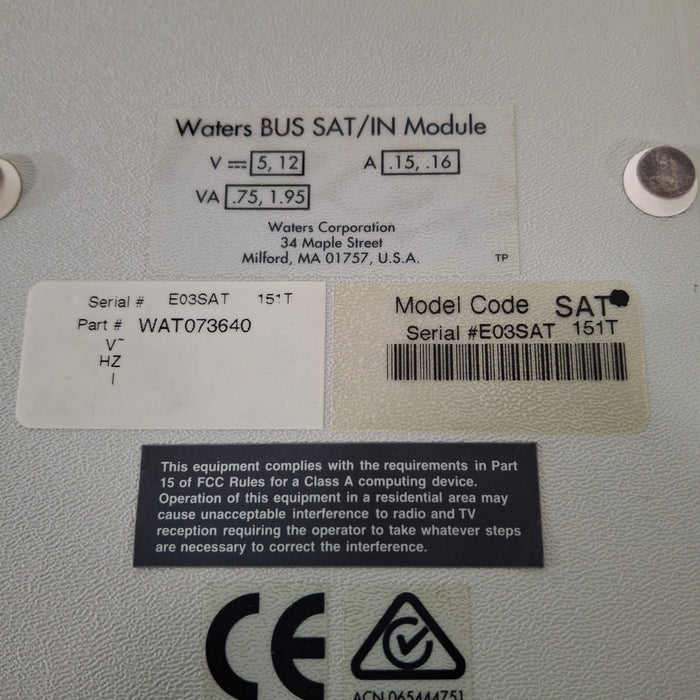 Waters BUS SAT/IN Module
V ⎓ 5, 12 A .15, .16
VA .75, 1.95
Waters Corporation
34 Maple Street
Milford, MA 01757, U.S.A. TP
Serial # E03SAT 151T
Part # WAT073640
V~
HZ
I
Model Code SAT
Serial #E03SAT 151T
This equipment complies with the requirements in Part
15 of FCC Rules for a Class A computing device.
Operation of this equipment in a residential area may
cause unacceptable interference to radio and TV
reception requiring the operator to take whatever steps
are necessary to correct the interference.
CE
ACN 065444751